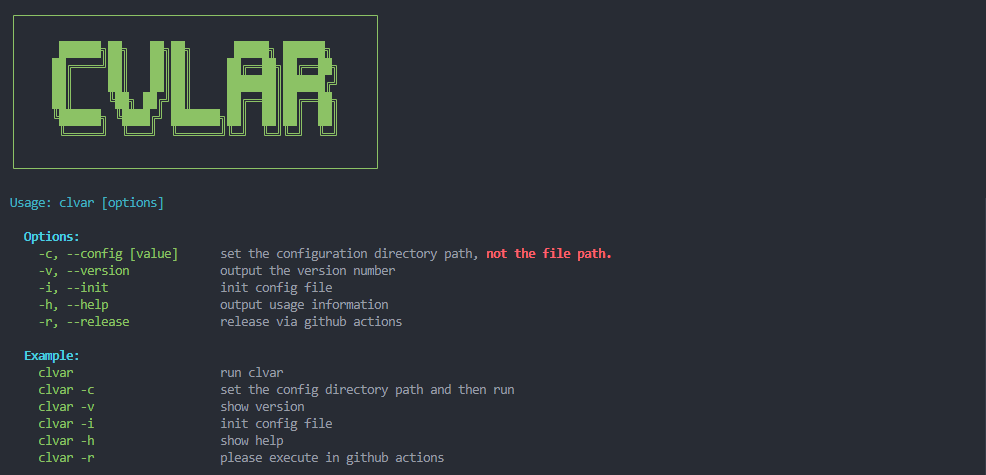 CVLAR
Usage: clvar [options]
Options:
-c, --config [value] set the configuration directory path, not the file path.
-v, --version output the version number
-i, --init init config file
-h, --help output usage information
-r, --release release via github actions
Example:
clvar run clvar
clvar -c set the config directory path and then run
clvar -v show version
clvar -i init config file
clvar -h show help
clvar -r please execute in github actions